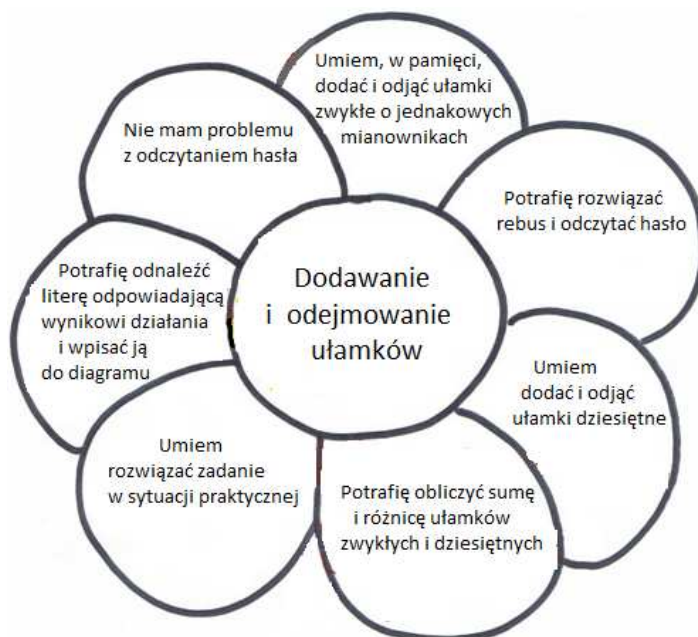 Umiem, w pamięci,
dodać i odjąć ułamki
zwykłe o jednakowych
mianownikach
Nie mam problemu
z odczytaniem hasła
Potrafię rozwiązać
rebus i odczytać hasło
Potrafię odnaleźć
literę odpowiadającą
wynikowi działania
i wpisać ją
do diagramu
Dodawanie
i odejmowanie
ułamków
Umiem
dodać i odjąć
ułamki dziesiętne
Umiem
rozwiązać zadanie
w sytuacji praktycznej
Potrafię obliczyć sumę
i różnicę ułamków
zwykłych i dziesiętnych